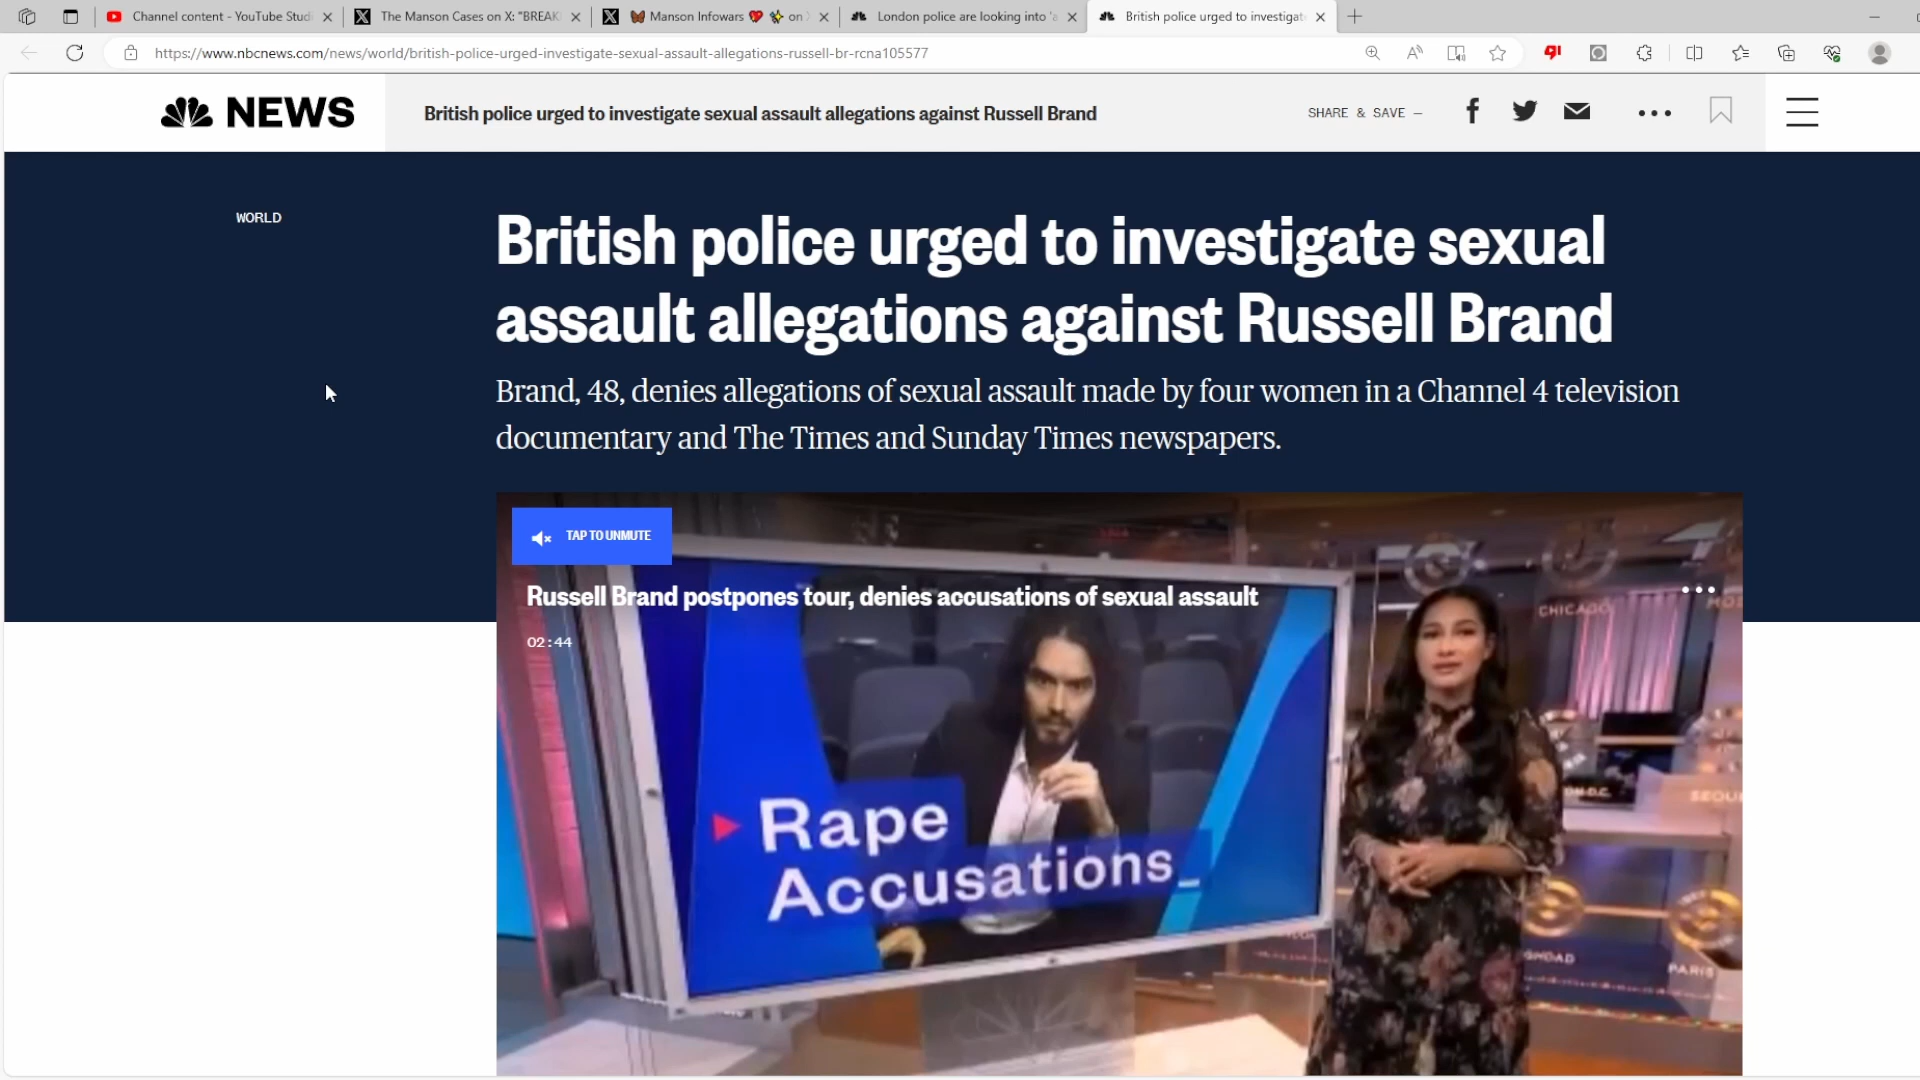 Channel content - YouTube Studi
The Manson Cases on X: "BREAK
Manson Infowars
on
London police are looking into 'a
British police urged to investigat
https://www.nbcnews.com/news/world/british-police-urged-investigate-sexual-assault-allegations-russell-br-rcna105577
NEWS
British police urged to investigate sexual assault allegations against Russell Brand
SHARE & SAVE —
WORLD
British police urged to investigate sexual
assault allegations against Russell Brand
Brand, 48, denies allegations of sexual assault made by four women in a Channel 4 television
documentary and The Times and Sunday Times newspapers.
TAP TO UNMUTE
Russell Brand postpones tour, denies accusations of sexual assault
02:44
CHICAGO
Rape
Accusations_
PARIS